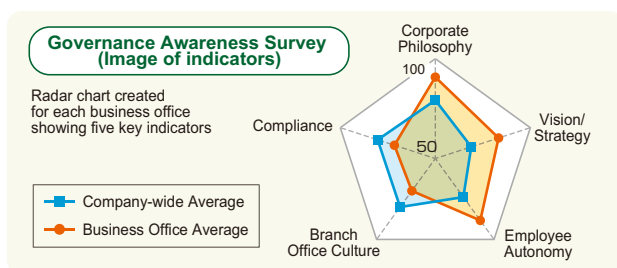 Governance Awareness Survey
(Image of indicators)
Radar chart created
for each business office
showing five key indicators
Company-wide Average
Business Office Average
Corporate
Philosophy
100
Vision/
Strategy
Compliance
50
Branch
Office Culture
Employee
Autonomy